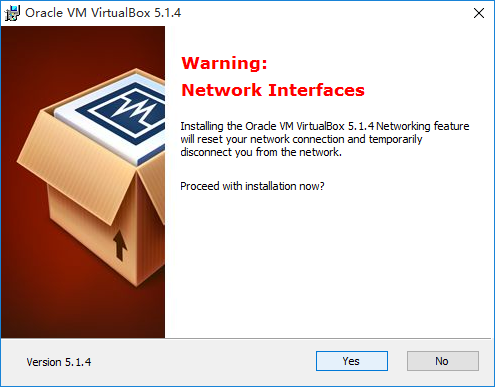 Oracle VM VirtualBox 5.1.4
Warning:
Network Interfaces
Installing the Oracle VM VirtualBox 5.1.4 Networking feature
will reset your network connection and temporarily
disconnect you from the network.
Proceed with installation now?
Version 5.1.4
Yes
No